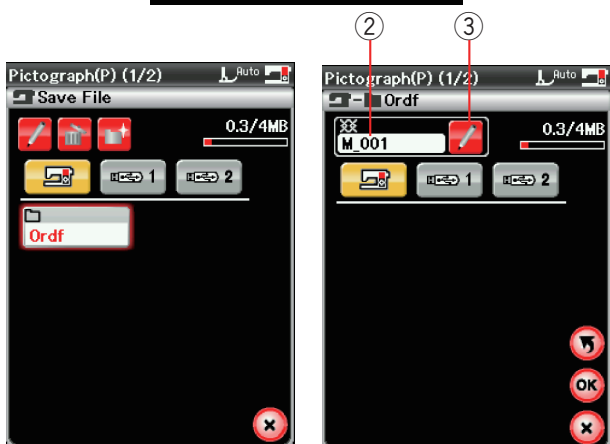 ② ③
Pictograph(P) (1/2) Auto
Save File
0.3/4MB
1 2
Ordf
Pictograph(P) (1/2) Auto
- Ordf
M_001
0.3/4MB
1 2
OK